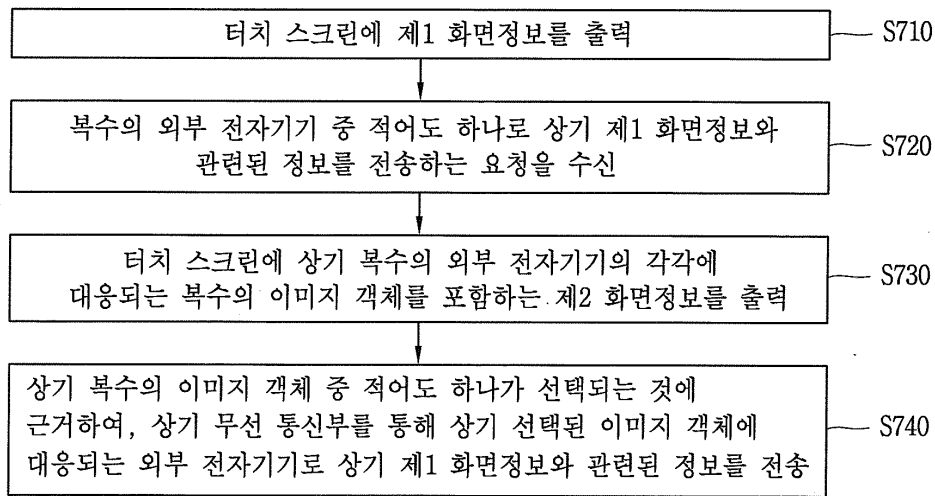 터치 스크린에 제1 화면정보를 출력
S710
복수의 외부 전자기기 중 적어도 하나로 상기 제1 화면정보와
관련된 정보를 전송하는 요청을 수신
S720
터치 스크린에 상기 복수의 외부 전자기기의 각각에
대응되는 복수의 이미지 객체를 포함하는 제2 화면정보를 출력
S730
상기 복수의 이미지 객체 중 적어도 하나가 선택되는 것에
근거하여, 상기 무선 통신부를 통해 상기 선택된 이미지 객체에
대응되는 외부 전자기기로 상기 제1 화면정보와 관련된 정보를 전송
S740